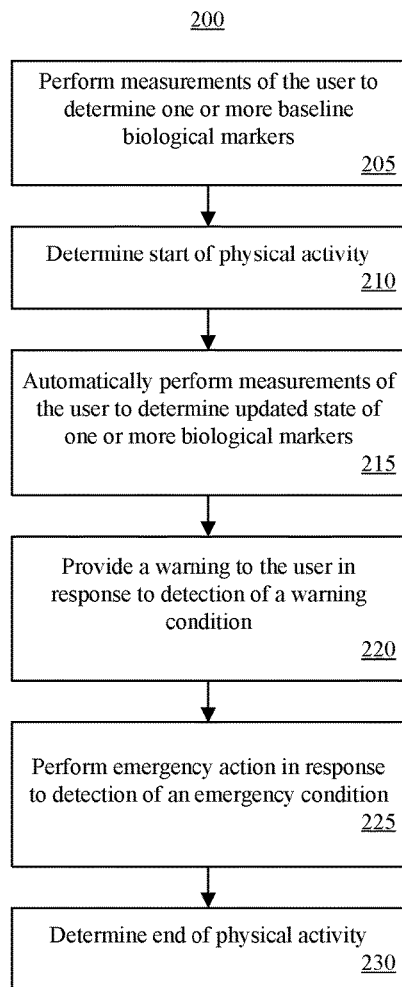 200
Perform measurements of the user to
determine one or more baseline
biological markers
205
Determine start of physical activity
210
Automatically perform measurements of
the user to determine updated state of
one or more biological markers
215
Provide a warning to the user in
response to detection of a warning
condition
220
Perform emergency action in response
to detection of an emergency condition
225
Determine end of physical activity
230